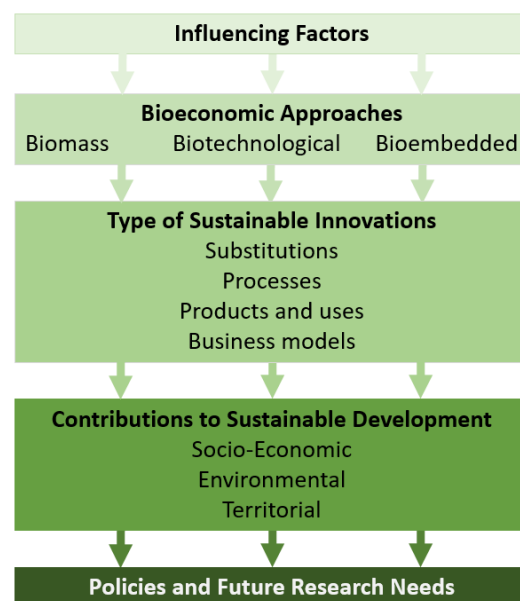 Influencing Factors
Bioeconomic Approaches
Biomass Biotechnological Bioembedded
Type of Sustainable Innovations
Substitutions
Processes
Products and uses
Business models
Contributions to Sustainable Development
Socio-Economic
Environmental
Territorial
Policies and Future Research Needs